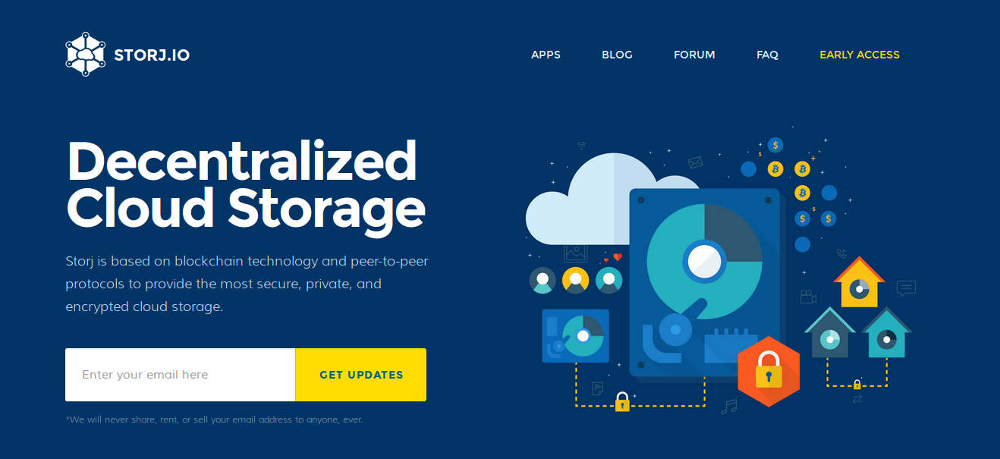 STORJ.IO
APPS BLOG FORUM FAQ EARLY ACCESS
Decentralized
Cloud Storage
Storj is based on blockchain technology and peer-to-peer
protocols to provide the most secure, private, and
encrypted cloud storage.
Enter your email here GET UPDATES
*We will never share, rent, or sell your email address to anyone, ever.